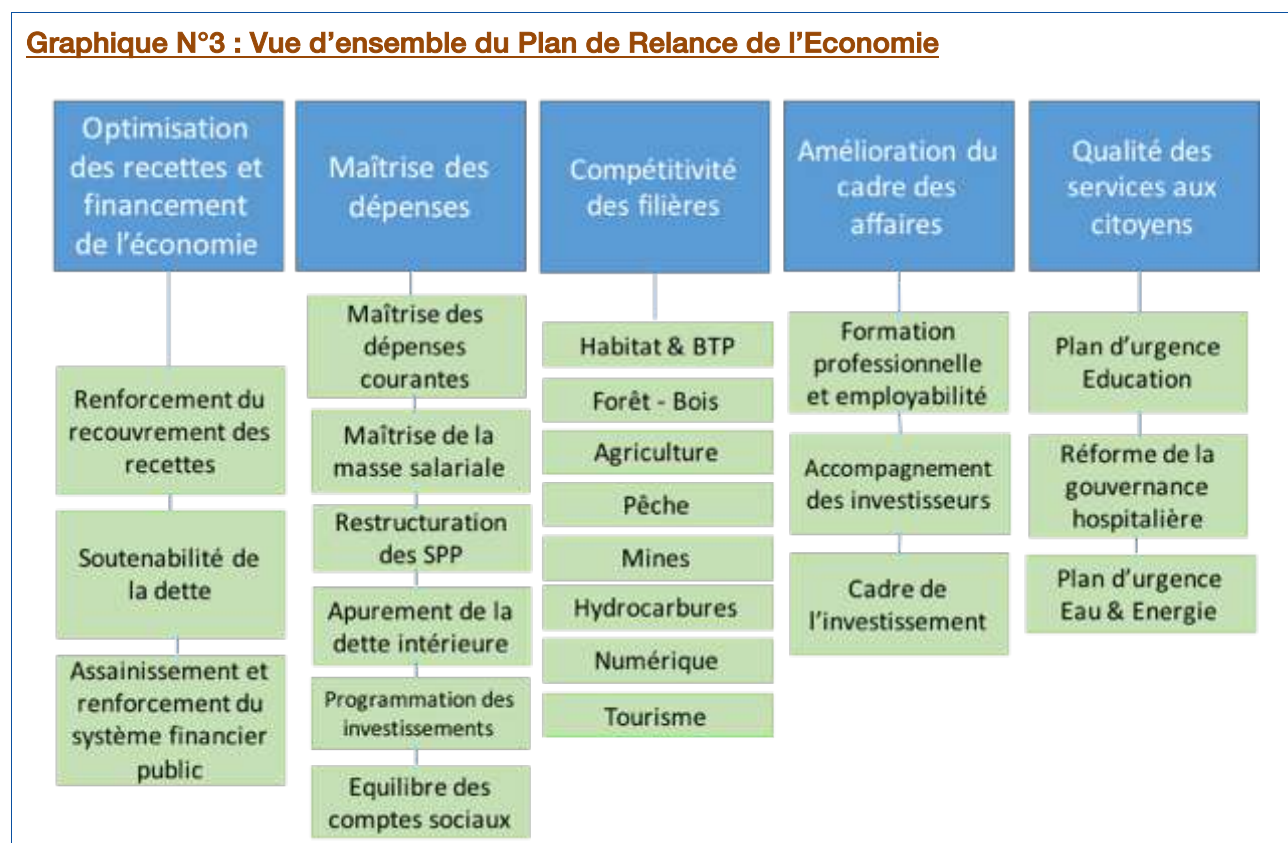 Graphique N°3 : Vue d'ensemble du Plan de Relance de l'Economie
Optimisation
des recettes et
financement
de l'économie
Renforcement du
recouvrement des
recettes
Soutenabilité de
la dette
Assainissement et
renforcement du
système financier
public
Maîtrise des
dépenses
Maîtrise des
dépenses
courantes
Maîtrise de la
masse salariale
Restructuration
des SPP
Apurement de la
dette intérieure
Programmation des
investissements
Equilibre des
comptes sociaux
Compétitivité
des filières
Habitat & BTP
Forêt - Bois
Agriculture
Pêche
Mines
Hydrocarbures
Numérique
Tourisme
Amélioration du
cadre des
affaires
Formation
professionnelle
et employabilité
Accompagnement
des investisseurs
Cadre de
l'investissement
Qualité des
services aux
citoyens
Plan d'urgence
Education
Réforme de la
gouvernance
hospitalière
Plan d'urgence
Eau & Energie